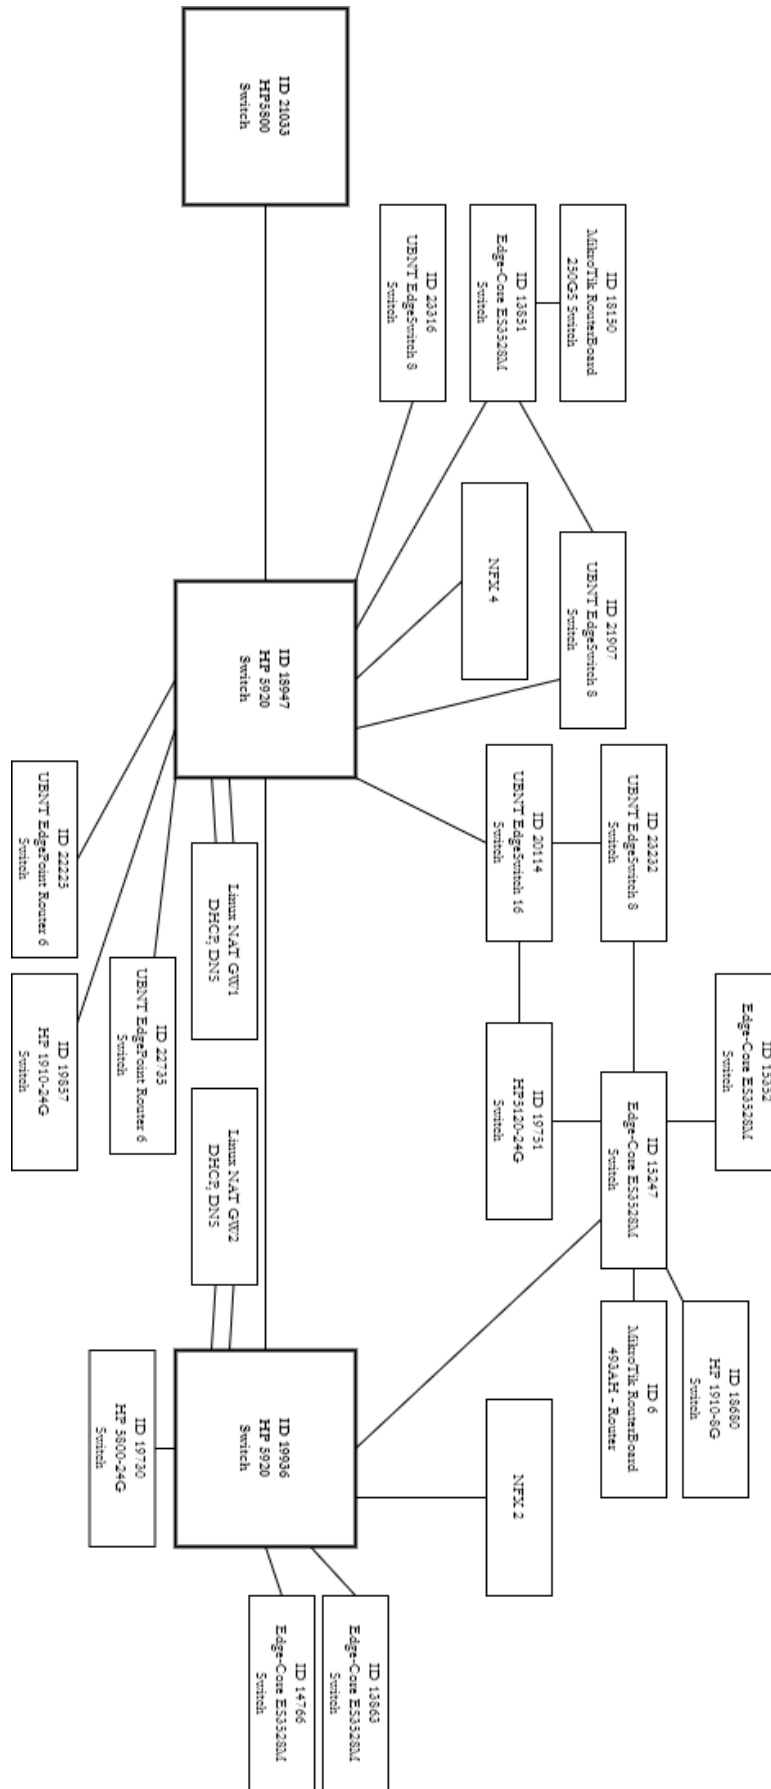 ID 21033
HP5800
Switch
ID 18150
MikroTik RouterBoard
250GS Switch
ID 13851
Edge-Core ES3528M
Switch
ID 23316
UBNT EdgeSwitch 8
Switch
NFX 4
ID 21907
UBNT EdgeSwitch 8
Switch
ID 18947
HP 5920
Switch
ID 23232
UBNT EdgeSwitch 8
Switch
ID 20114
UBNT EdgeSwitch 16
Switch
ID 22225
UBNT EdgePoint Router 6
Switch
Linux NAT GW1
DHCP, DNS
ID 22735
UBNT EdgePoint Router 6
Switch
ID 19857
HP 1910-24G
Switch
ID 15352
Edge-Core ES3528M
Switch
ID 19751
HP5120-24G
Switch
ID 15247
Edge-Core ES3528M
Switch
Linux NAT GW2
DHCP, DNS
ID 18680
HP 1910-8G
Switch
ID 6
MikroTik RouterBoard
493AH - Router
ID 19936
HP 5920
Switch
ID 19730
HP 5800-24G
Switch
NFX 2
ID 13863
Edge-Core ES3528M
Switch
ID 14766
Edge-Core ES3528M
Switch